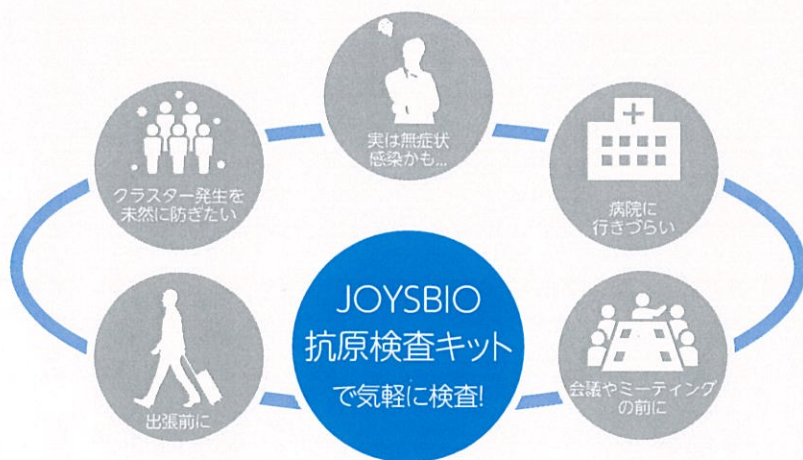 実は無症状
感染かも...
クラスター発生を
未然に防ぎたい
病院に
行きづらい
JOYSBIO
抗原検査キット
で気軽に検査!
出張前に
会議やミーティング
の前に